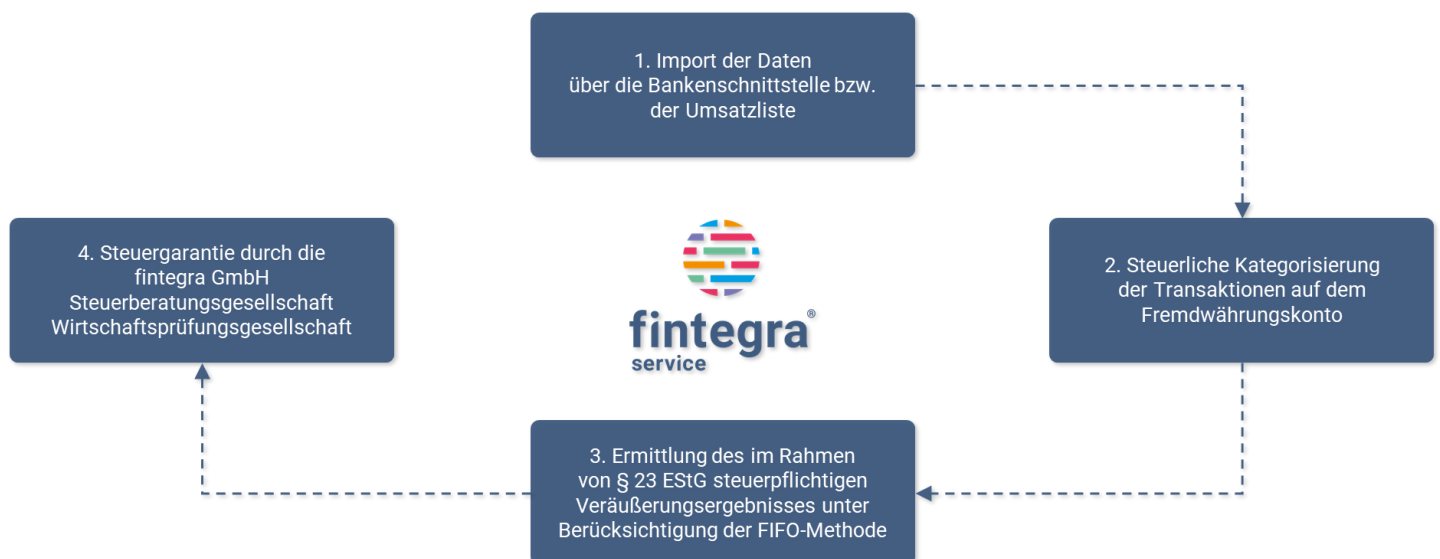 1. Import der Daten
über die Bankenschnittstelle bzw.
der Umsatzliste
2. Steuerliche Kategorisierung
der Transaktionen auf dem
Fremdwährungskonto
3. Ermittlung des im Rahmen
von § 23 EStG steuerpflichtigen
Veräußerungsergebnisses unter
Berücksichtigung der FIFO-Methode
4. Steuergarantie durch die
fintegra GmbH
Steuerberatungsgesellschaft
Wirtschaftsprüfungsgesellschaft
fintegra®
service